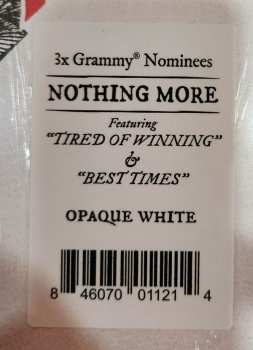 3x Grammy® Nominees
NOTHING MORE
Featuring
"TIRED OF WINNING"
&
"BEST TIMES"
OPAQUE WHITE
8 46070 01121 4